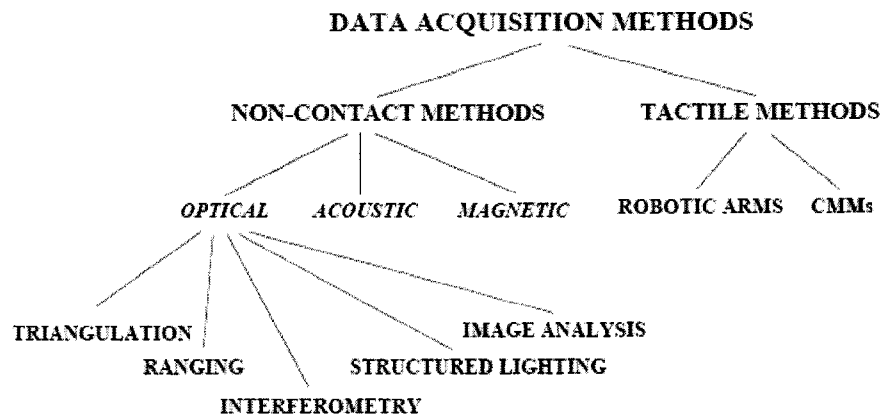 DATA ACQUISITION METHODS
NON-CONTACT METHODS
TACTILE METHODS
OPTICAL
ACOUSTIC
MAGNETIC
ROBOTIC ARMS
CMMs
TRIANGULATION
RANGING
INTERFEROMETRY
STRUCTURED LIGHTING
IMAGE ANALYSIS